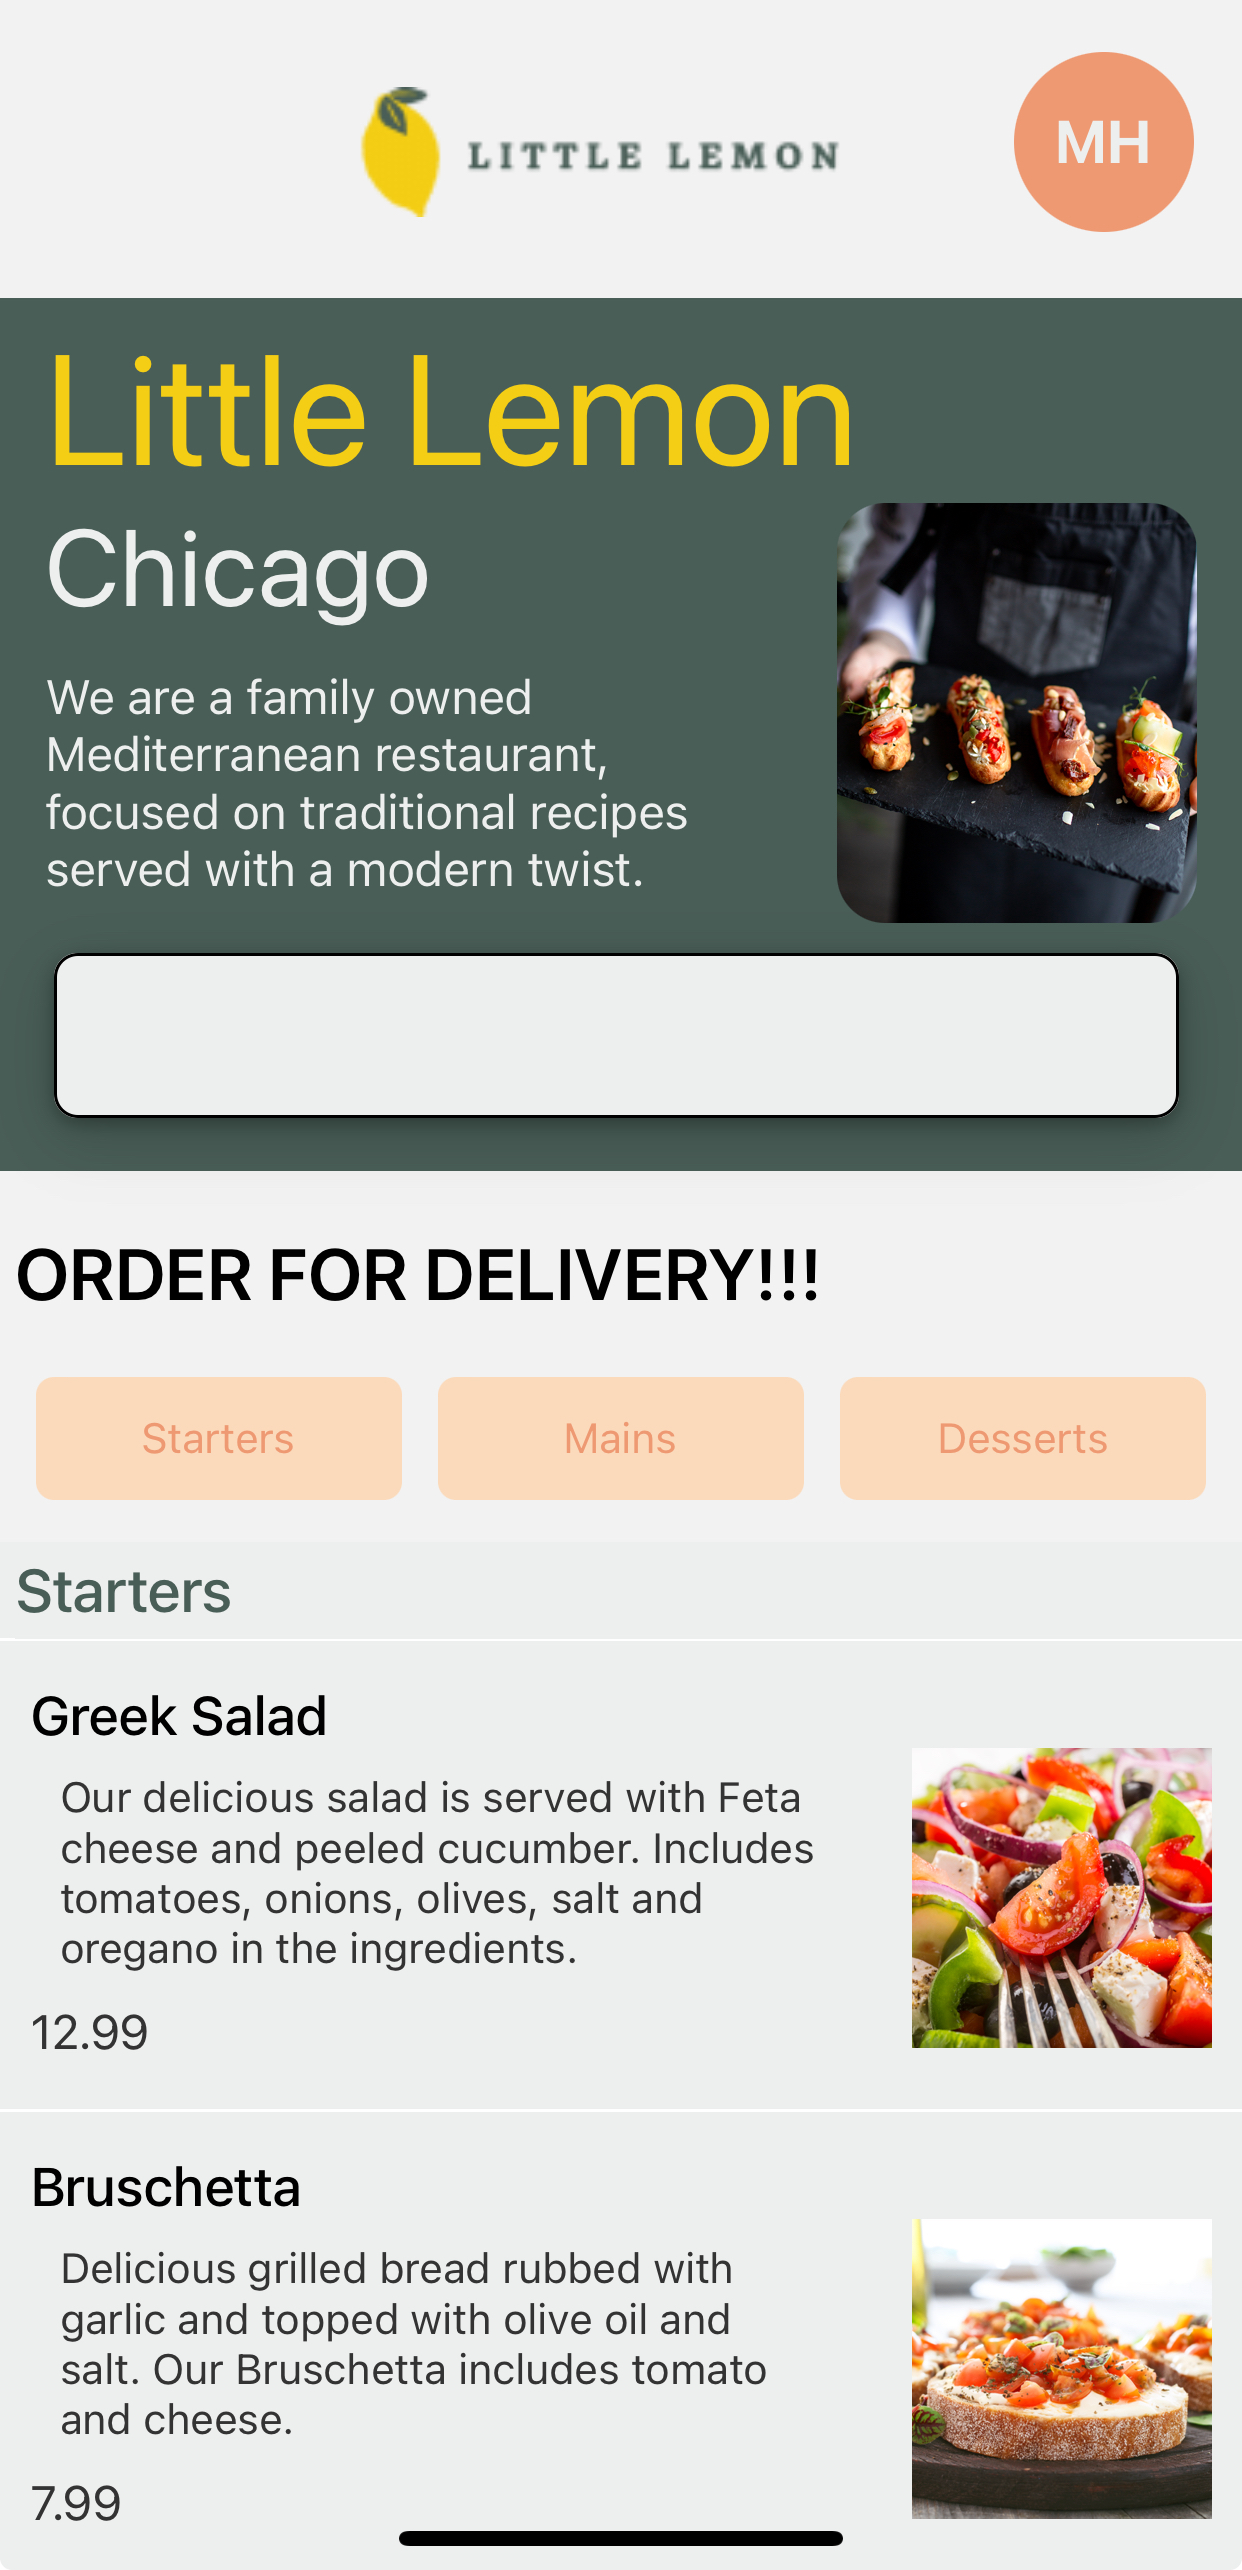 LITTLE LEMON
MH
Little Lemon
Chicago
We are a family owned
Mediterranean restaurant,
focused on traditional recipes
served with a modern twist.
ORDER FOR DELIVERY!!!
Starters
Mains
Desserts
Starters
Greek Salad
Our delicious salad is served with Feta
cheese and peeled cucumber. Includes
tomatoes, onions, olives, salt and
oregano in the ingredients.
12.99
Bruschetta
Delicious grilled bread rubbed with
garlic and topped with olive oil and
salt. Our Bruschetta includes tomato
and cheese.
7.99